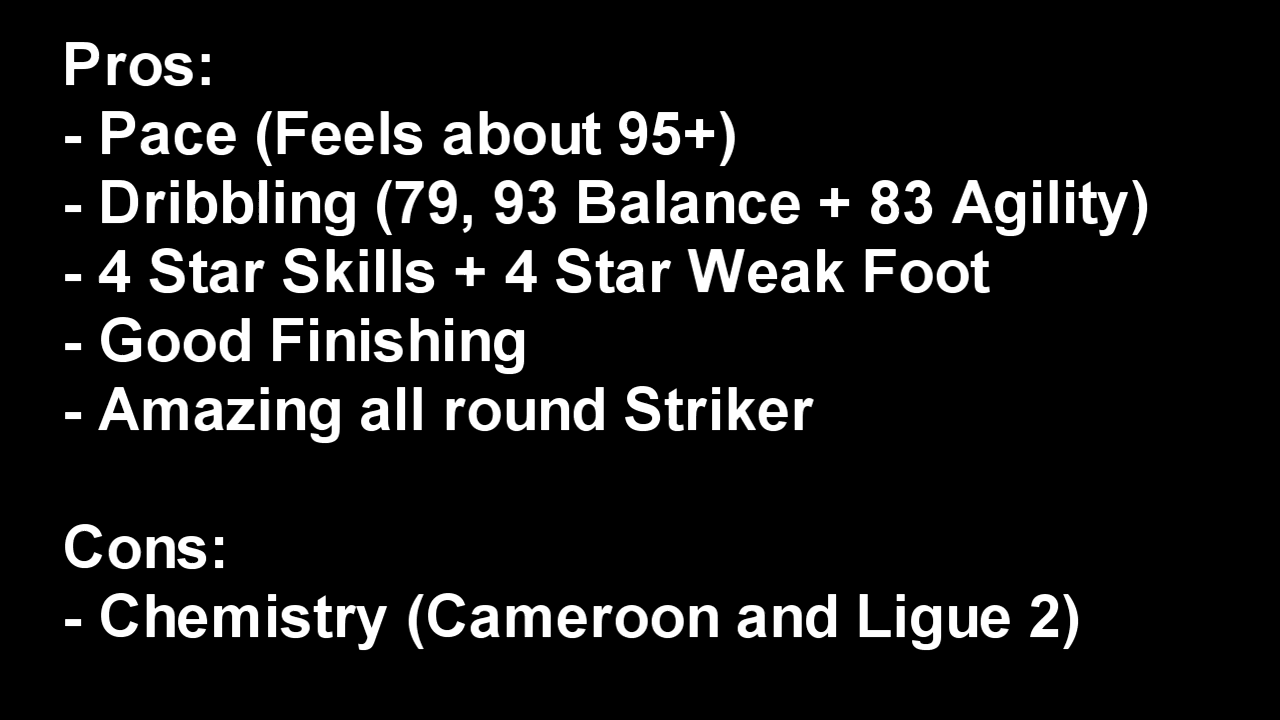 Pros:
- Pace (Feels about 95+)
- Dribbling (79, 93 Balance + 83 Agility)
- 4 Star Skills + 4 Star Weak Foot
- Good Finishing
- Amazing all round Striker
Cons:
- Chemistry (Cameroon and Ligue 2)